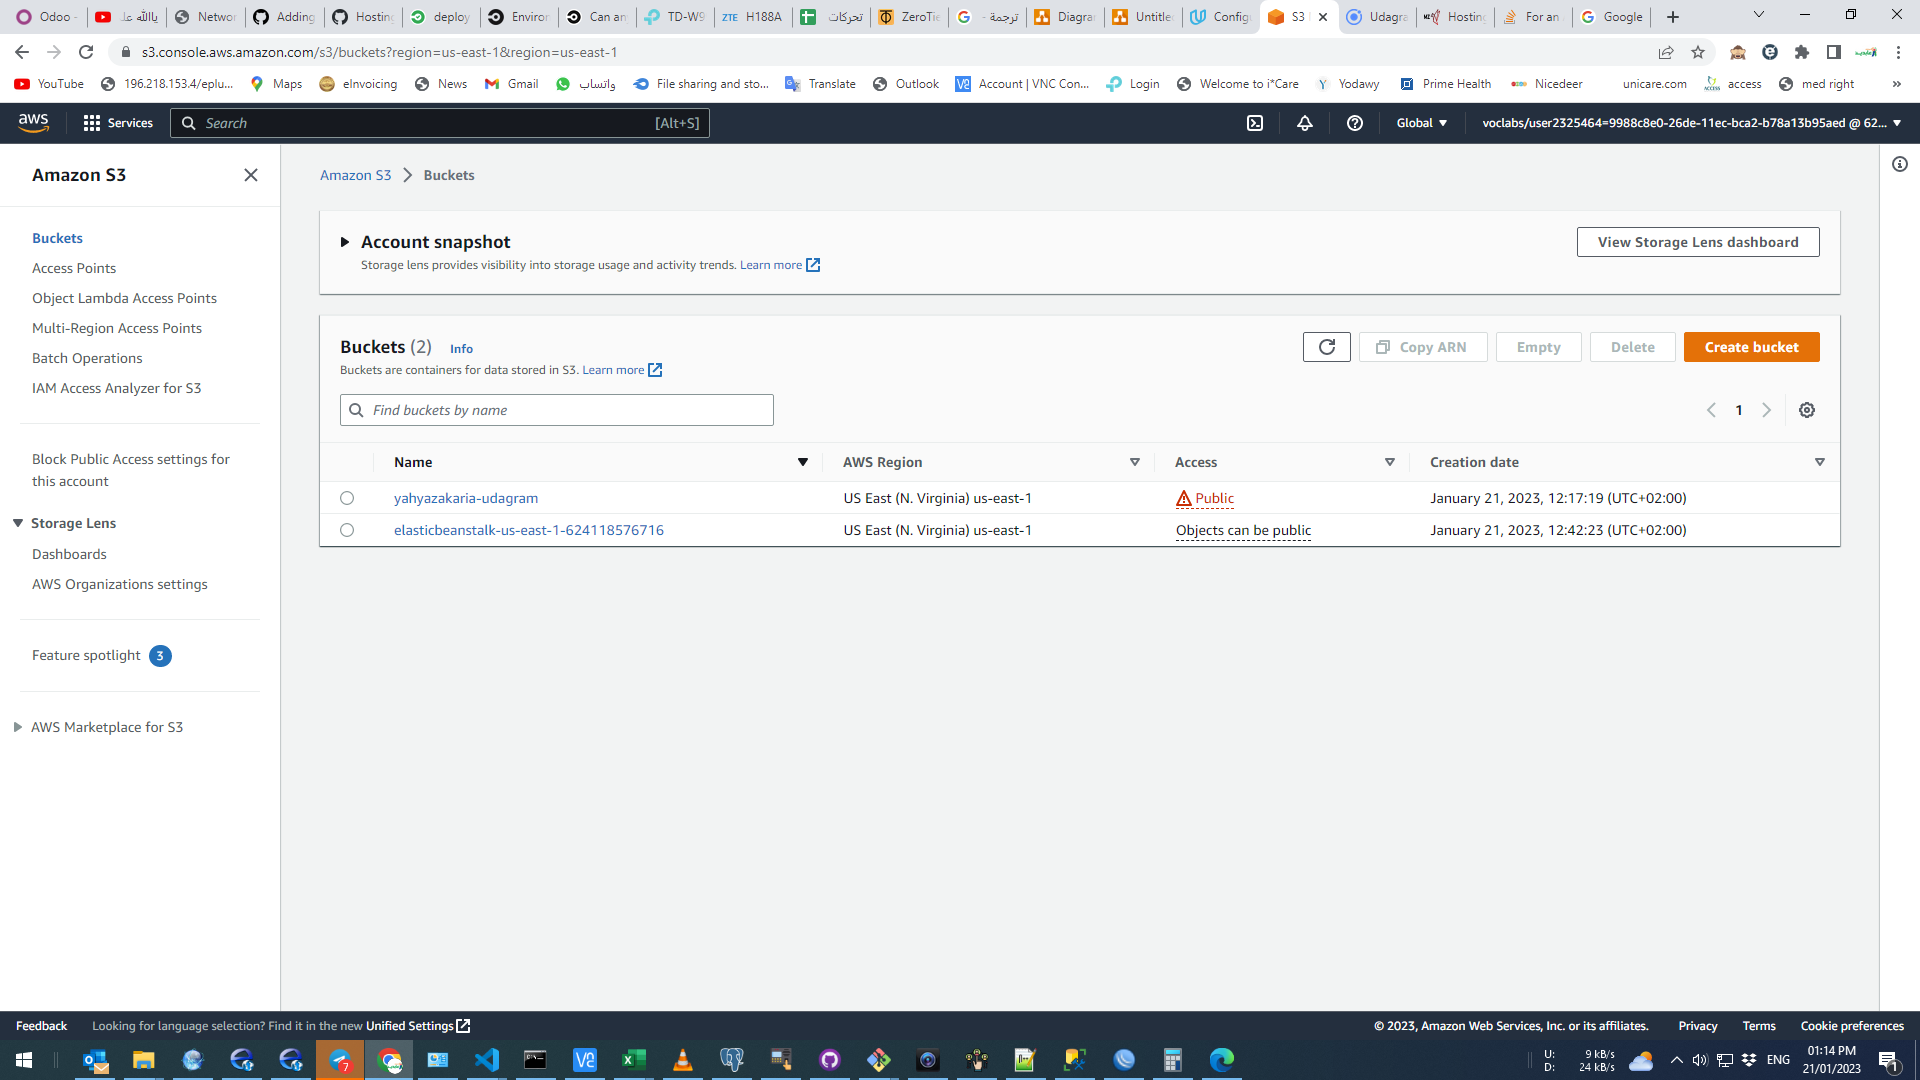 Odoo -
ياالله عل
Networ
Adding
Hosting
deploy
Enviror
Can an
TD-W9
ZTE H188A
تحركات
ZeroTie
ترجمة -
Diagra
Untitle
Config
S3
Udagra
Hosting
For an
Google
s3.console.aws.amazon.com/s3/buckets?region=us-east-1&region=us-east-1
YouTube
196.218.153.4/eplu...
Maps
eInvoicing
News
Gmail
واتساب
File sharing and sto...
Translate
Outlook
Account | VNC Con...
Login
Welcome to i*Care
Yodawy
Prime Health
Nicedeer
unicare.com
access
med right
»
aws
Services
Search [Alt+S]
Global
voclabs/user2325464=9988c8e0-26de-11ec-bca2-b78a13b95aed @ 62...
Amazon S3
Buckets
Access Points
Object Lambda Access Points
Multi-Region Access Points
Batch Operations
IAM Access Analyzer for S3
Block Public Access settings for
this account
Storage Lens
Dashboards
AWS Organizations settings
Feature spotlight 3
AWS Marketplace for S3
Amazon S3 > Buckets
Account snapshot
Storage lens provides visibility into storage usage and activity trends. Learn more
View Storage Lens dashboard
Buckets (2) Info
Buckets are containers for data stored in S3. Learn more
Copy ARN
Empty
Delete
Create bucket
Find buckets by name
1
Name AWS Region Access Creation date
yahyazakaria-udagram US East (N. Virginia) us-east-1 Public January 21, 2023, 12:17:19 (UTC+02:00)
elasticbeanstalk-us-east-1-624118576716 US East (N. Virginia) us-east-1 Objects can be public January 21, 2023, 12:42:23 (UTC+02:00)
Feedback Looking for language selection? Find it in the new Unified Settings
© 2023, Amazon Web Services, Inc. or its affiliates. Privacy Terms Cookie preferences
U: 9 kB/s
D: 24 kB/s
ENG
01:14 PM
21/01/2023
1
7